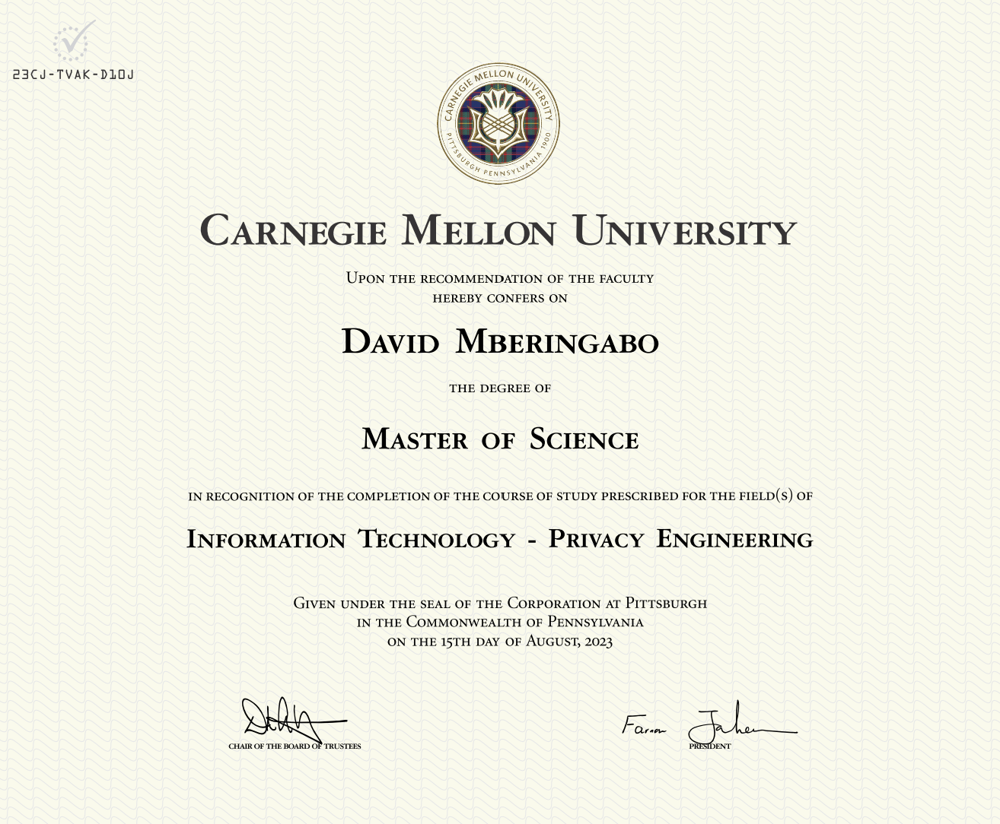 23CJ-TVAK-D10J
CARNEGIE MELLON UNIVERSITY
PITTSBURGH PENNSYLVANIA 1900
CARNEGIE MELLON UNIVERSITY
UPON THE RECOMMENDATION OF THE FACULTY
HEREBY CONFERS ON
DAVID MBERINGABO
THE DEGREE OF
MASTER OF SCIENCE
IN RECOGNITION OF THE COMPLETION OF THE COURSE OF STUDY PRESCRIBED FOR THE FIELD(S) OF
INFORMATION TECHNOLOGY - PRIVACY ENGINEERING
GIVEN UNDER THE SEAL OF THE CORPORATION AT PITTSBURGH
IN THE COMMONWEALTH OF PENNSYLVANIA
ON THE 15TH DAY OF AUGUST, 2023
CHAIR OF THE BOARD OF TRUSTEES
PRESIDENT